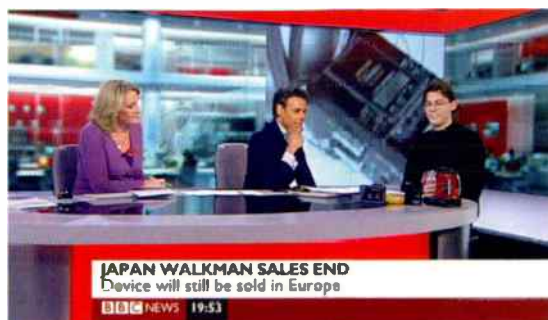 JAPAN WALKMAN SALES END
Device will still be sold in Europe
BBC NEWS 19:53